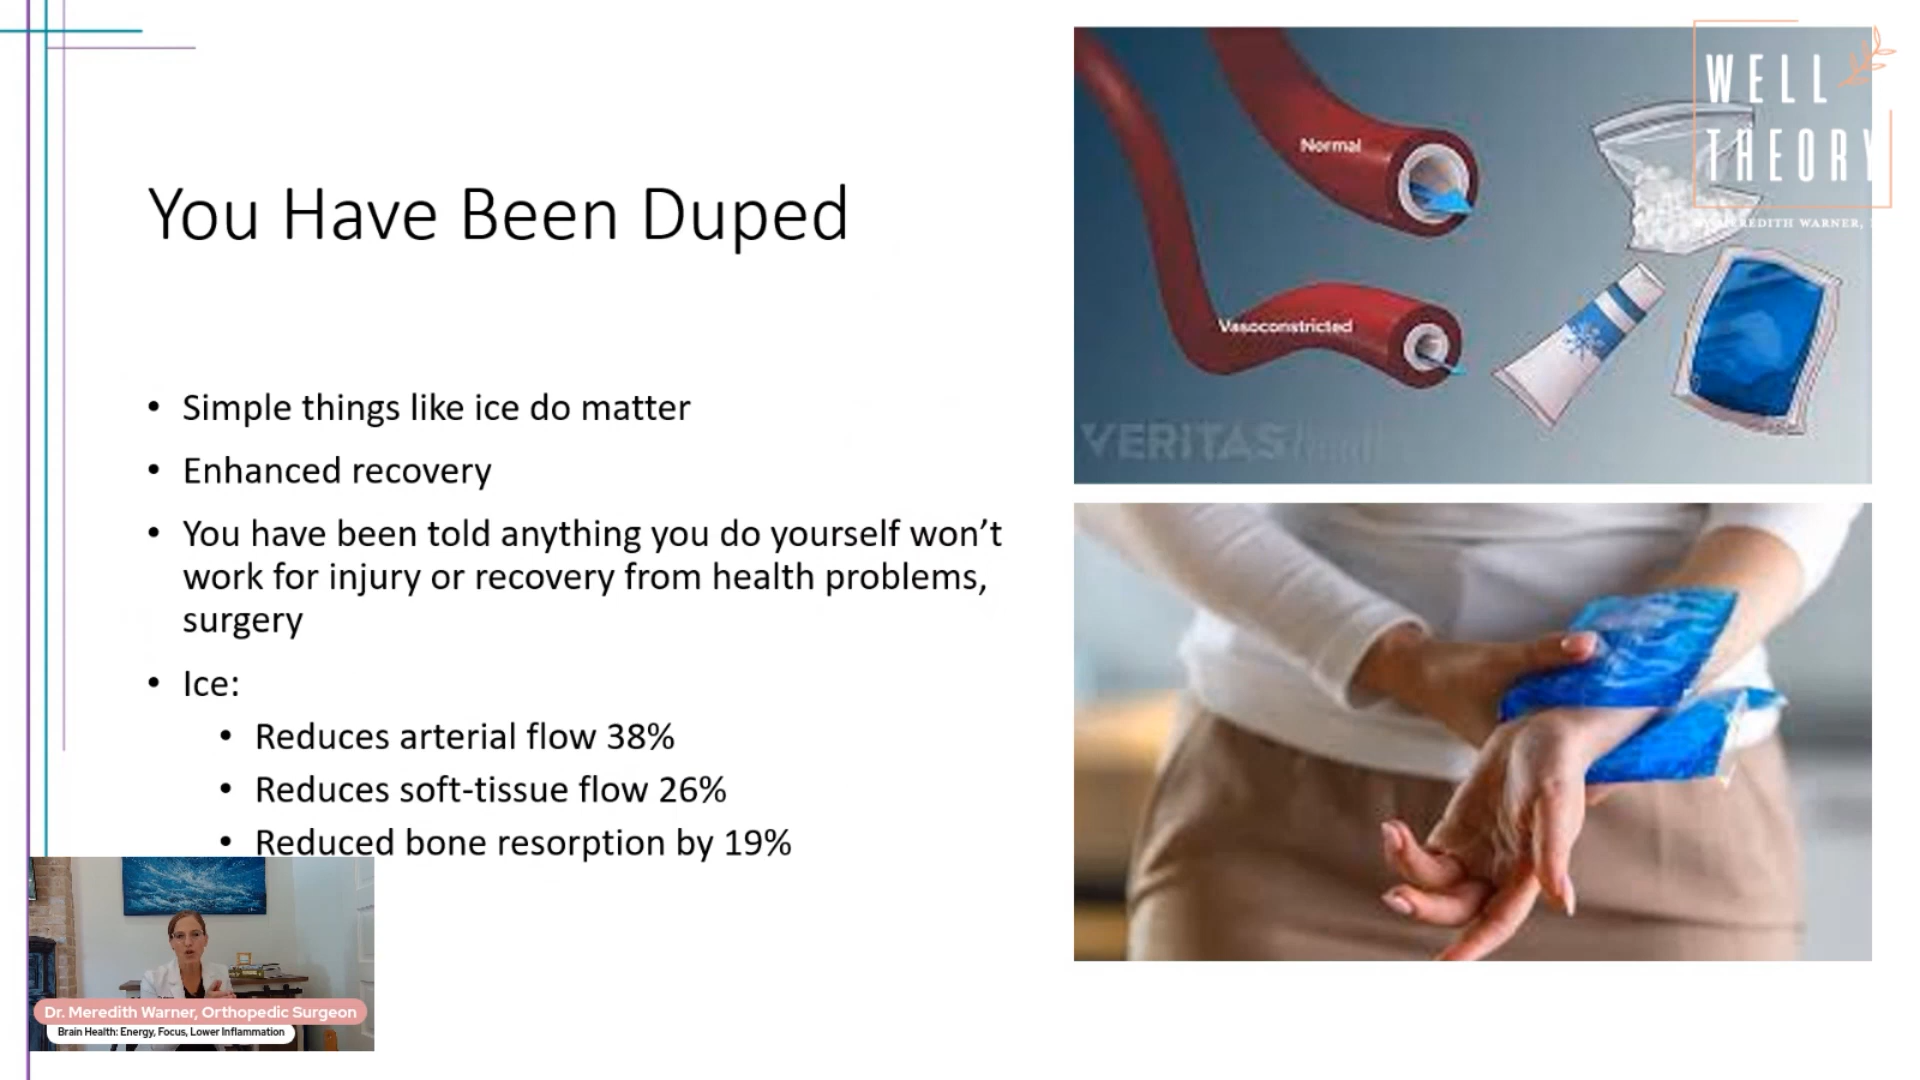 You Have Been Duped
• Simple things like ice do matter
• Enhanced recovery
• You have been told anything you do yourself won’t
work for injury or recovery from health problems,
surgery
• Ice:
• Reduces arterial flow 38%
• Reduces soft-tissue flow 26%
• Reduced bone resorption by 19%
Normal
Vasoconstricted
VERITAS
WELL
THEORY
MEREDITH WARNER,
Dr. Meredith Warner, Orthopedic Surgeon
Brain Health: Energy, Focus, Lower Inflammation